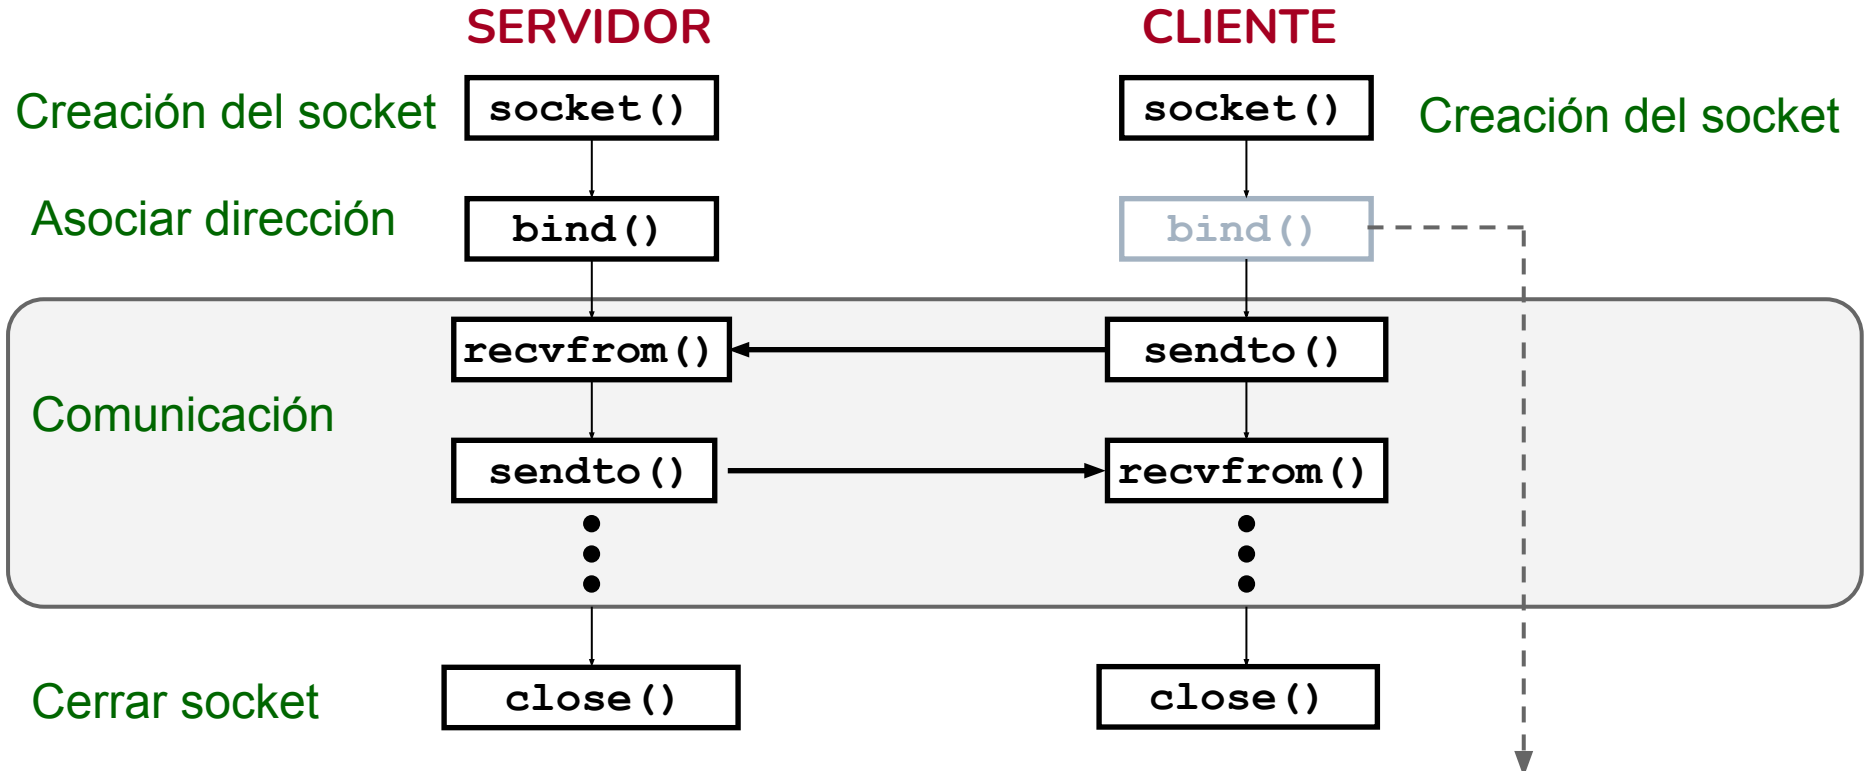 SERVIDOR CLIENTE
Creación del socket socket() socket() Creación del socket
Asociar dirección bind() bind()
recvfrom() sendto()
Comunicación
sendto() recvfrom()
Cerrar socket close() close()